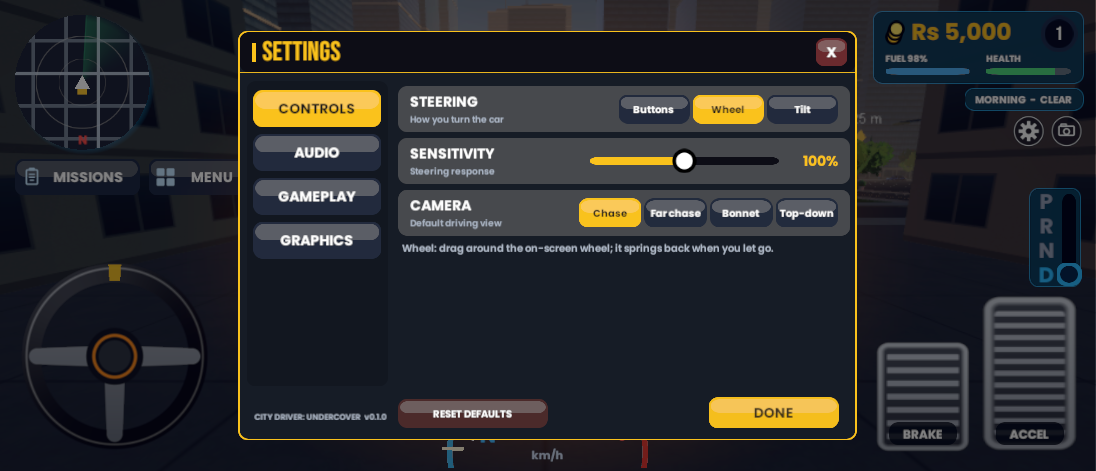 SETTINGS
X
CONTROLS
AUDIO
GAMEPLAY
GRAPHICS
STEERING
How you turn the car
Buttons
Wheel
Tilt
SENSITIVITY
Steering response
100%
CAMERA
Default driving view
Chase
Far chase
Bonnet
Top-down
Wheel: drag around the on-screen wheel; it springs back when you let go.
CITY DRIVER: UNDERCOVER v0.1.0
RESET DEFAULTS
DONE
N
MISSIONS
MENU
Rs 5,000
1
FUEL 98%
HEALTH
MORNING - CLEAR
5 m
P
R
N
D
BRAKE
ACCEL
km/h